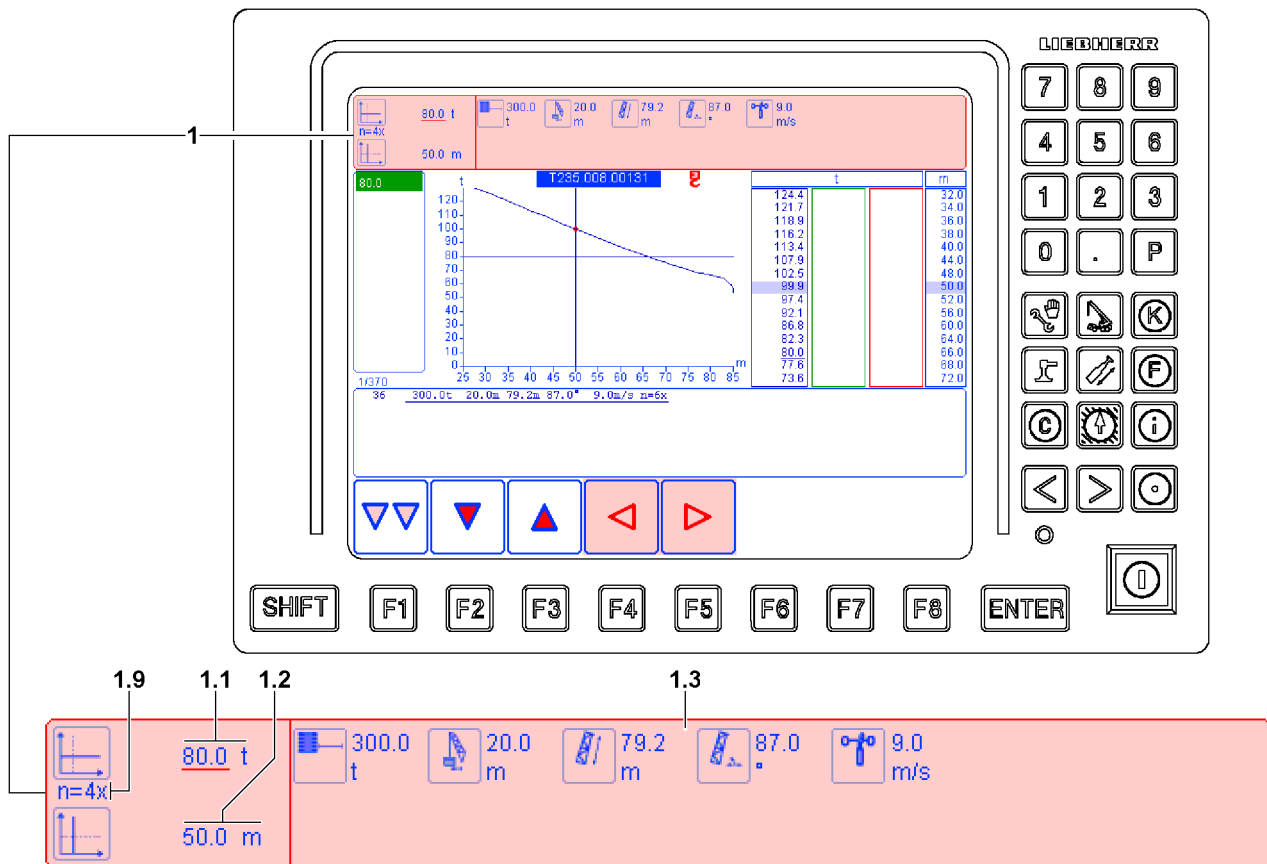 LIEBHERR
7 8 9
4 5 6
1 2 3
0 . P
K
F
C i
1
80.0 t
n=4x
50.0 m
300.0 t
20.0 m
79.2 m
87.0 °
9.0 m/s
80.0
1/370
T235 008 00131
t
120
110
100
90
80
70
60
50
40
30
20
10
0
25 30 35 40 45 50 55 60 65 70 75 80 85
m
t m
124.4 32.0
121.7 34.0
118.9 36.0
116.2 38.0
113.4 40.0
107.9 44.0
102.5 48.0
99.9 50.0
97.4 52.0
92.1 56.0
86.8 60.0
82.3 64.0
80.0 66.0
77.6 68.0
73.6 72.0
36 300.0t 20.0m 79.2m 87.0° 9.0m/s n=6x
SHIFT F1 F2 F3 F4 F5 F6 F7 F8 ENTER
1.9 1.1 1.2 1.3
80.0 t
n=4x
50.0 m
300.0 t
20.0 m
79.2 m
87.0 °
9.0 m/s